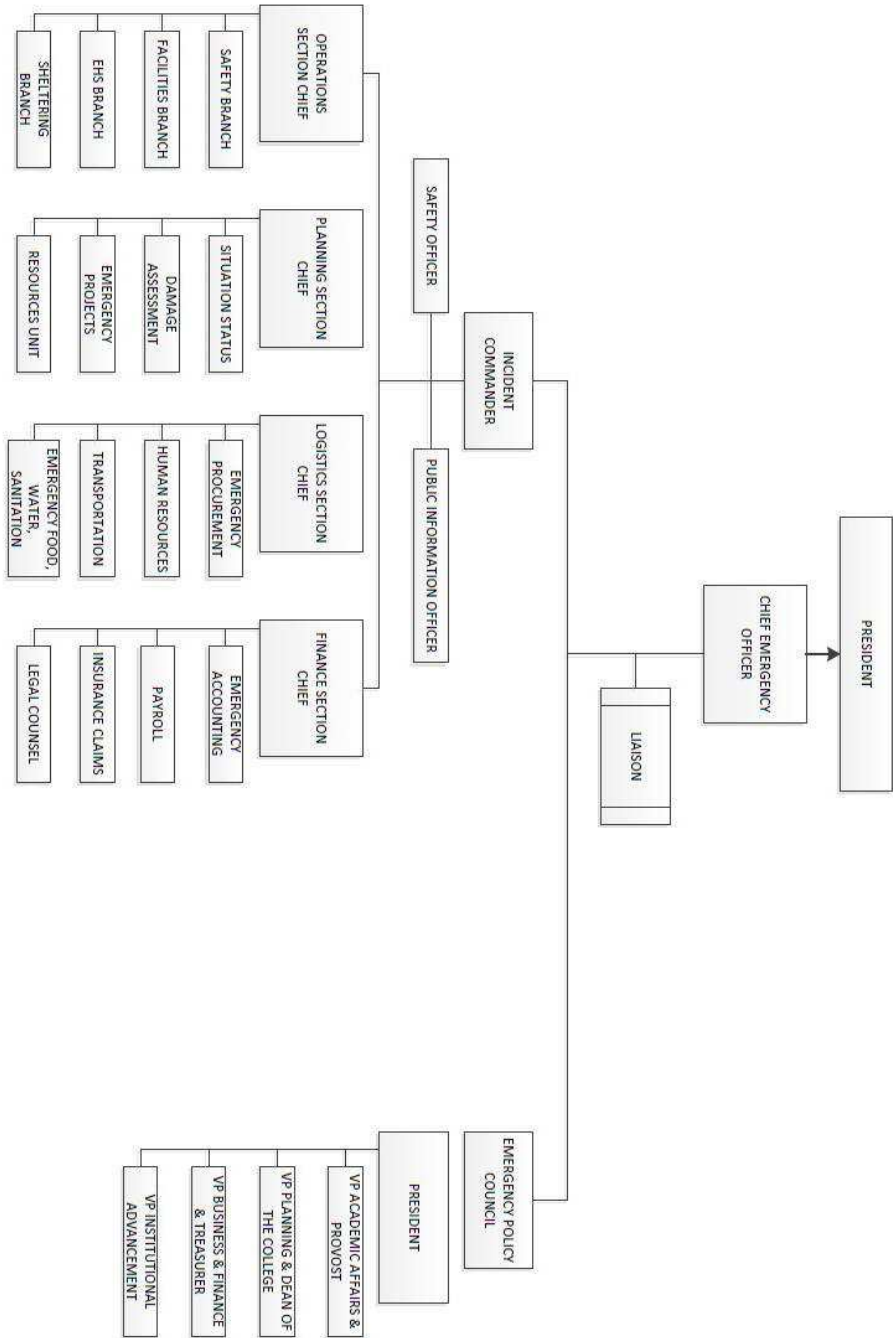 PRESIDENT
CHIEF EMERGENCY
OFFICER
LIAISON
INCIDENT
COMMANDER
EMERGENCY POLICY
COUNCIL
SAFETY OFFICER
PUBLIC INFORMATION OFFICER
OPERATIONS
SECTION CHIEF
SAFETY BRANCH
FACILITIES BRANCH
EHS BRANCH
SHELTERING
BRANCH
PLANNING SECTION
CHIEF
SITUATION STATUS
DAMAGE
ASSESSMENT
EMERGENCY
PROJECTS
RESOURCES UNIT
LOGISTICS SECTION
CHIEF
EMERGENCY
PROCUREMENT
HUMAN RESOURCES
TRANSPORTATION
EMERGENCY FOOD,
WATER,
SANITATION
FINANCE SECTION
CHIEF
EMERGENCY
ACCOUNTING
PAYROLL
INSURANCE CLAIMS
LEGAL COUNSEL
PRESIDENT
VP ACADEMIC AFFAIRS &
PROVOST
VP PLANNING & DEAN OF
THE COLLEGE
VP BUSINESS & FINANCE
& TREASURER
VP INSTITUTIONAL
ADVANCEMENT